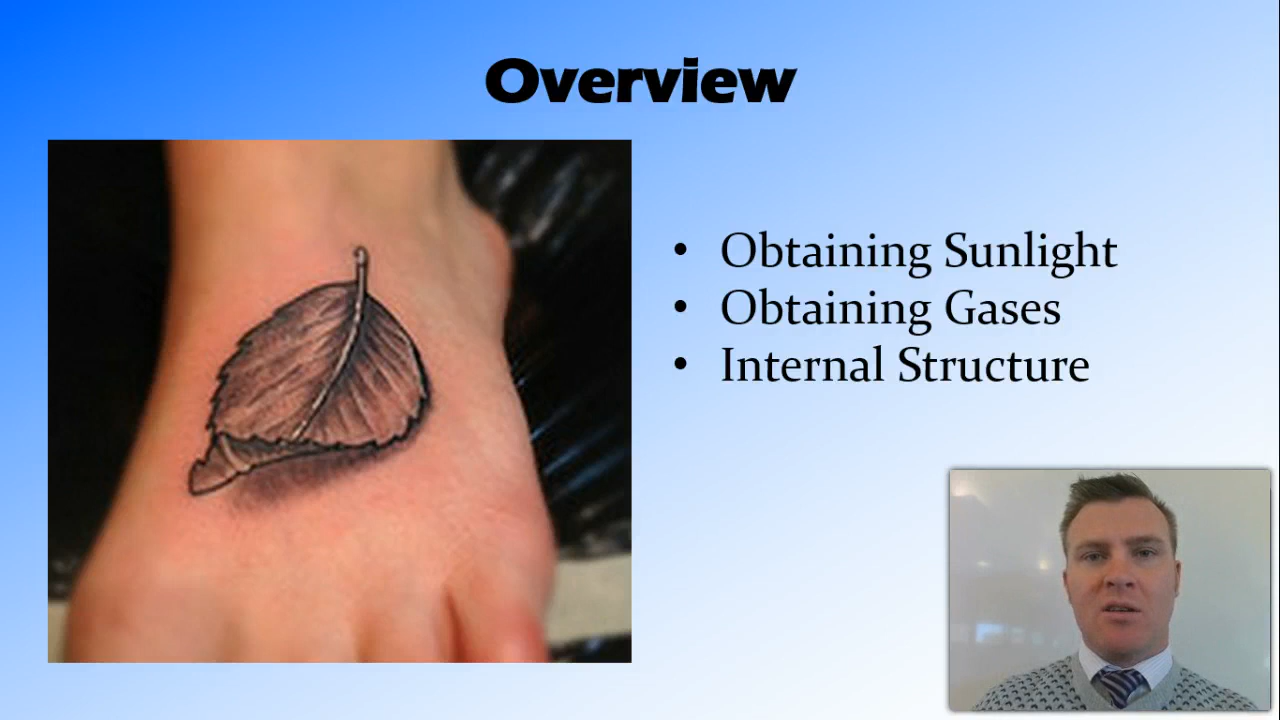 Overview
• Obtaining Sunlight
• Obtaining Gases
• Internal Structure